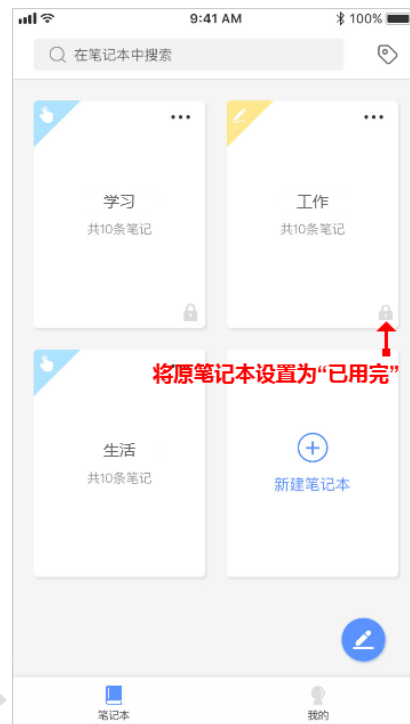 9:41 AM
100%
在笔记本中搜索
学习
共10条笔记
工作
共10条笔记
将原笔记本设置为“已用完”
生活
共10条笔记
新建笔记本
笔记本
我的